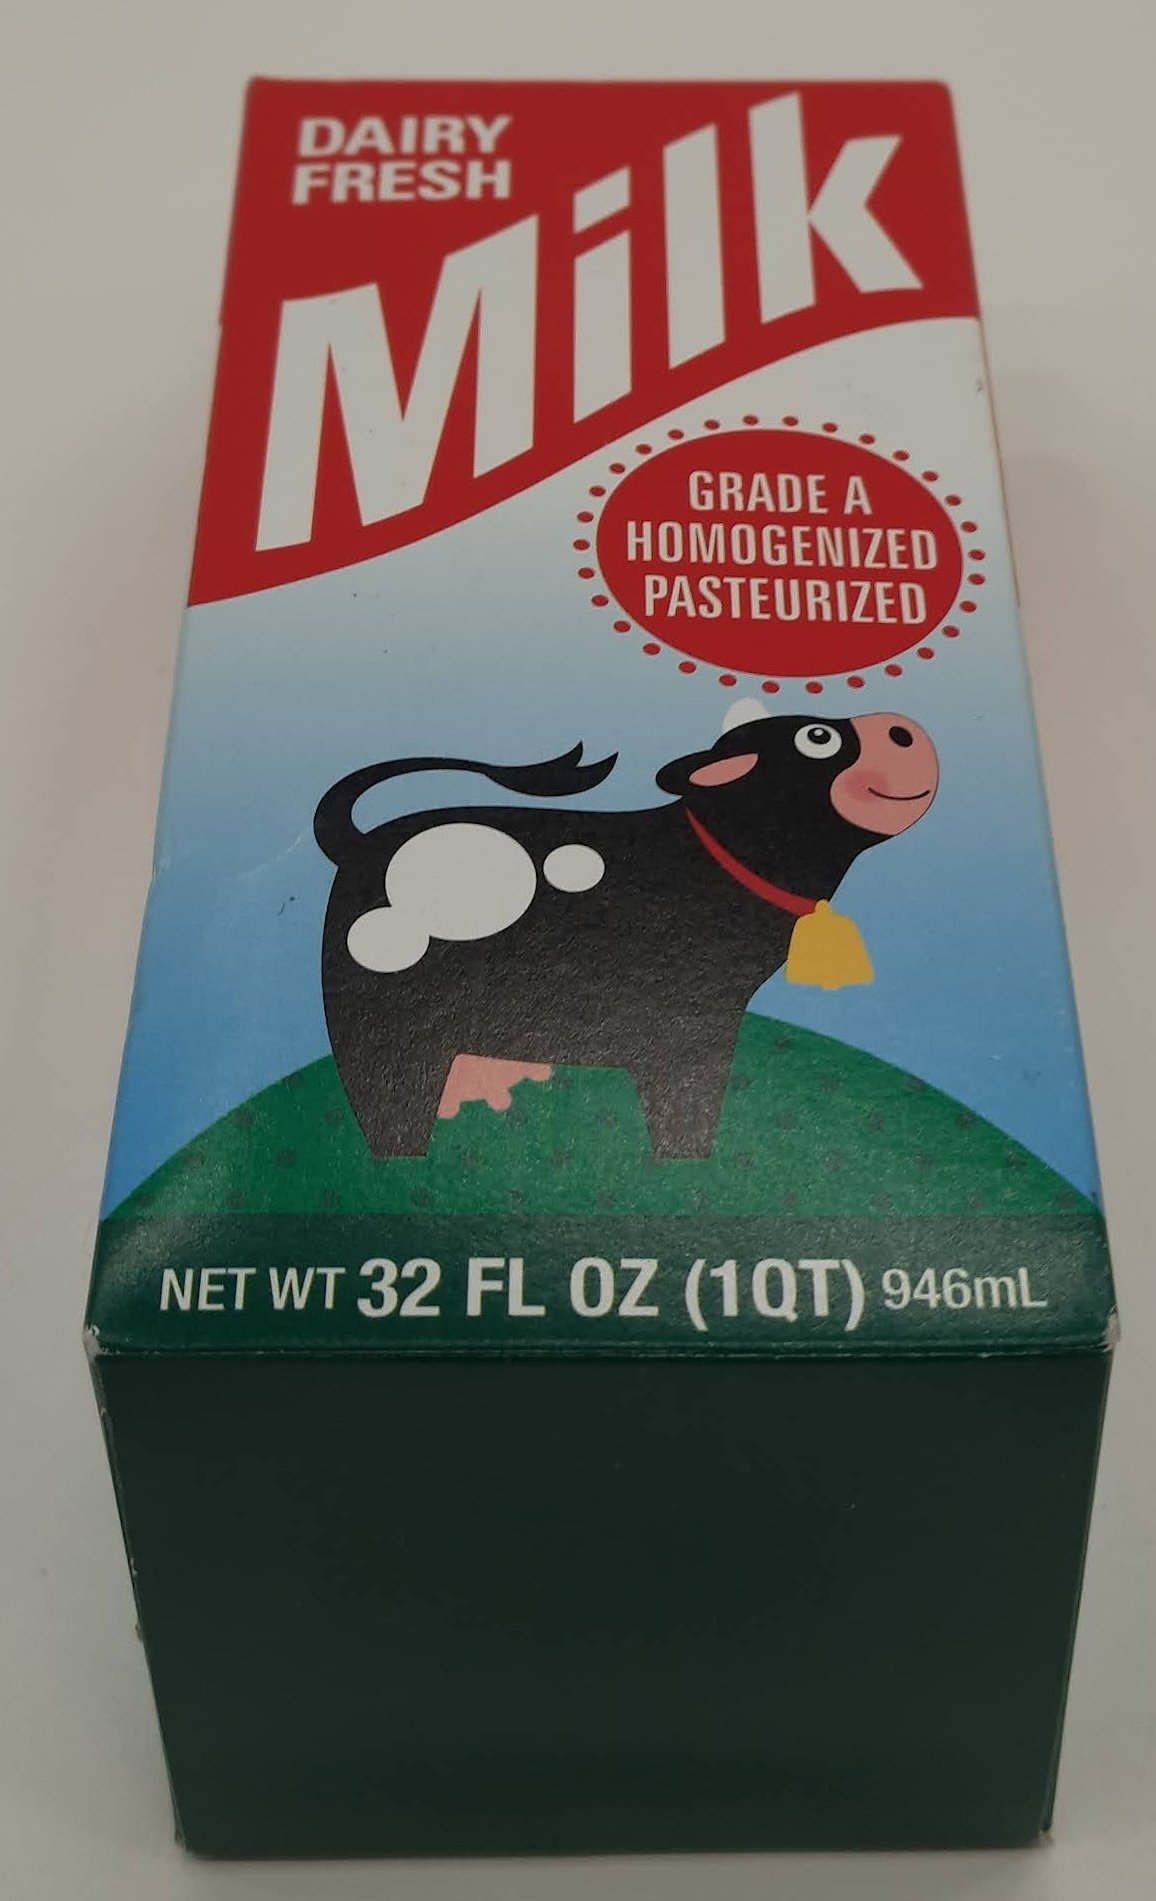 DAIRY
FRESH
Milk
GRADE A
HOMOGENIZED
PASTEURIZED
NET WT 32 FL OZ (1QT) 946mL